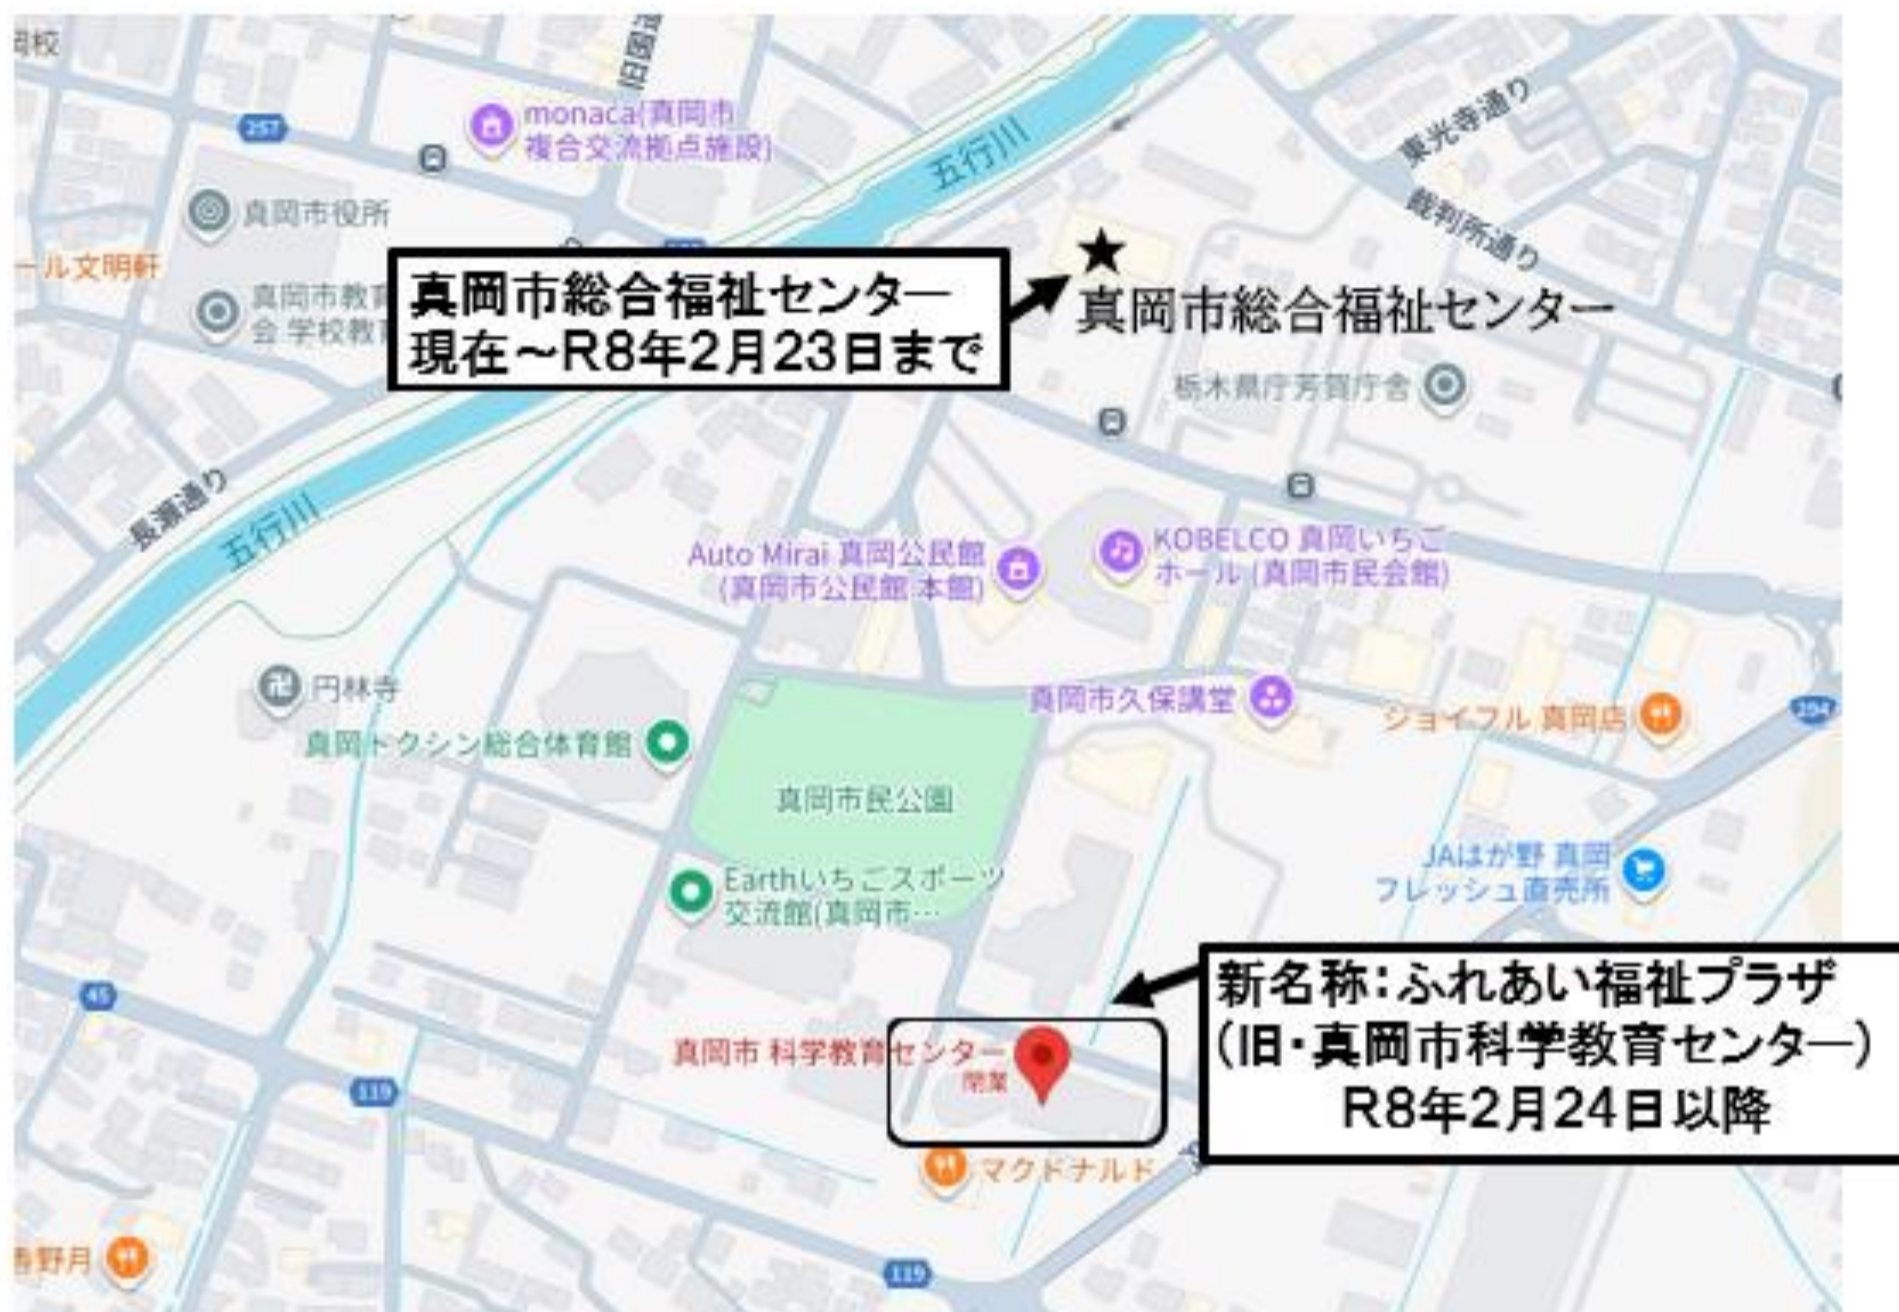 岡校
257
monaca(真岡市
複合交流拠点施設)
五行川
東光寺通り
裁判所通り
真岡市役所
ール文明軒
真岡市教育
会 学校教育
真岡市総合福祉センター
現在～R8年2月23日まで
★
真岡市総合福祉センター
栃木県庁芳賀庁舎
長瀬通り
五行川
Auto Mirai 真岡公民館
(真岡市公民館 本館)
KOBELCO 真岡いちご
ホール (真岡市民会館)
円林寺
真岡トクシン総合体育館
真岡市久保講堂
ジョイフル 真岡店
294
真岡市民公園
Earthいちごスポーツ
交流館(真岡市…
JAはが野 真岡
フレッシュ直売所
45
新名称：ふれあい福祉プラザ
(旧・真岡市科学教育センター)
R8年2月24日以降
真岡市 科学教育センター
閉業
119
マクドナルド
香野月
119